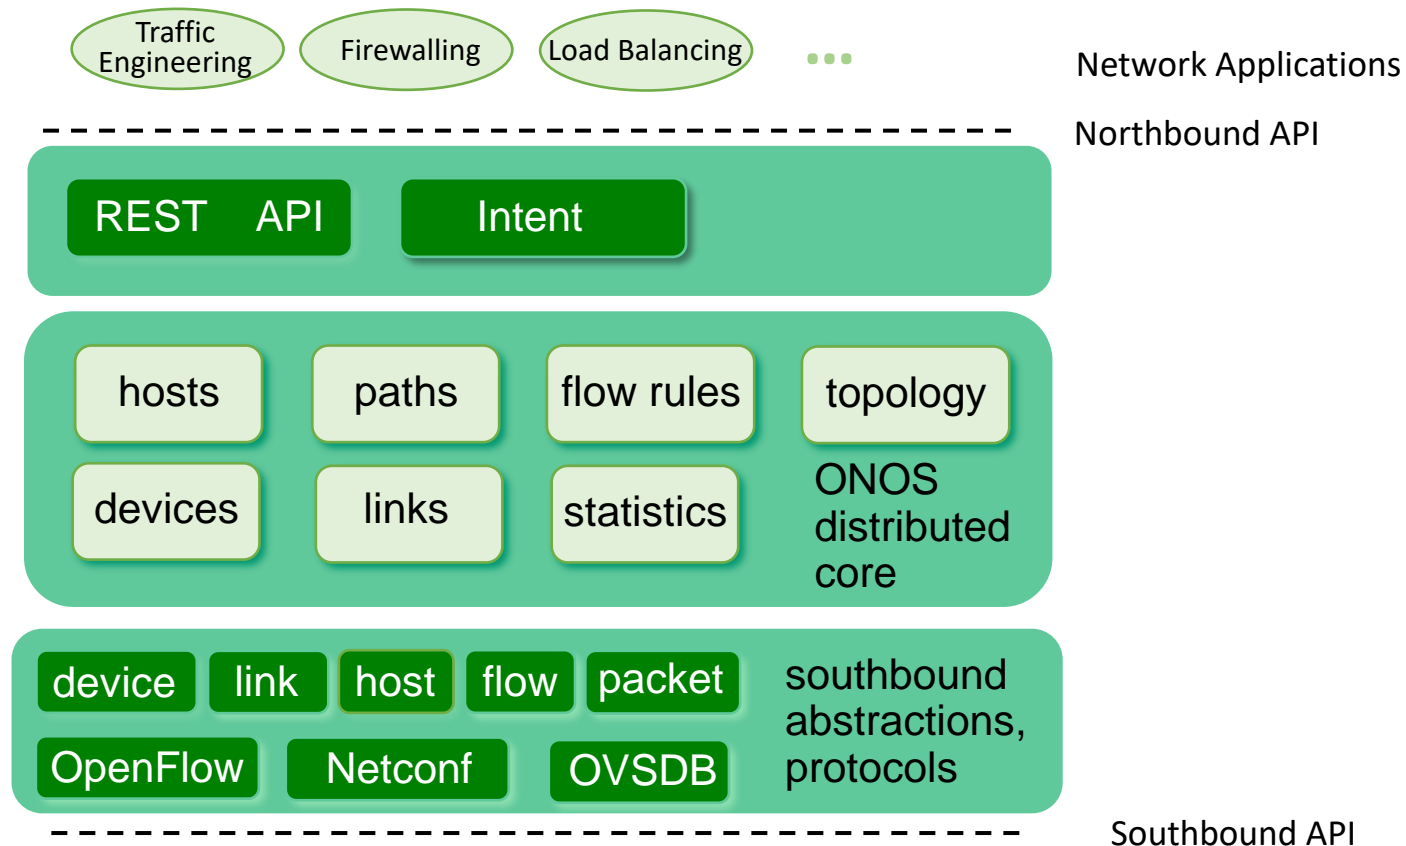 Traffic
Engineering
Firewalling
Load Balancing
...
Network Applications
Northbound API
REST API
Intent
hosts
paths
flow rules
topology
devices
links
statistics
ONOS
distributed
core
device
link
host
flow
packet
southbound
abstractions,
protocols
OpenFlow
Netconf
OVSDB
Southbound API